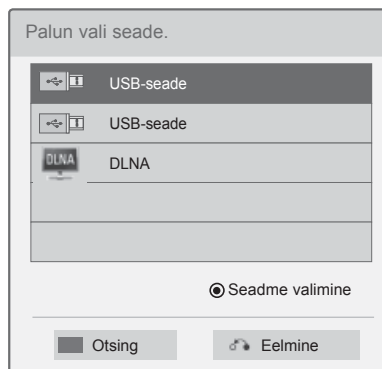 Palun vali seade.
USB-seade
USB-seade
DLNA DLNA
Seadme valimine
Otsing Eelmine